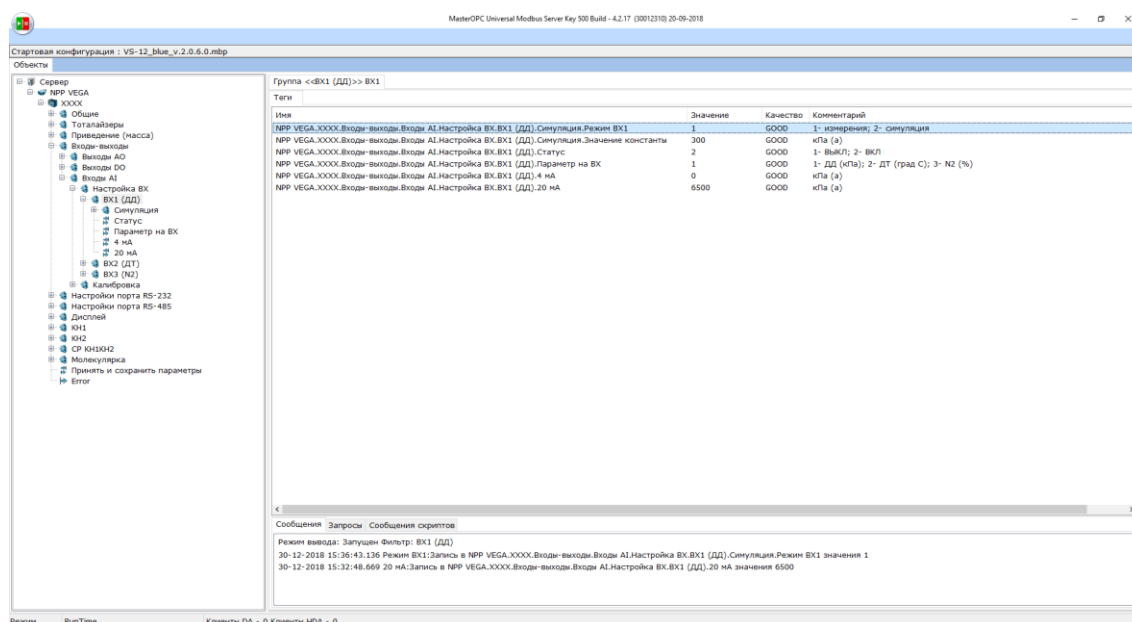 MasterOPC Universal Modbus Server Key 500 Build - 4.2.17 (30012310) 20-09-2018
Стартовая конфигурация : VS-12_blue_v.2.0.6.0.mbp
Объекты
Сервер
NPP VEGA
XXXX
Общие
Тоталайзеры
Приведение (масса)
Входы-выходы
Выходы AO
Выходы DO
Входы AI
Настройка ВХ
ВХ1 (ДД)
Симуляция
Статус
Параметр на ВХ
4 мА
20 мА
ВХ2 (ДТ)
ВХ3 (N2)
Калибровка
Настройки порта RS-232
Настройки порта RS-485
Дисплей
КН1
КН2
СР КН1КН2
Молекулярка
Принять и сохранить параметры
Error
Группа <<ВХ1 (ДД)>> ВХ1
Теги
Имя Значение Качество Комментарий
NPP VEGA.XXXX.Входы-выходы.Входы AI.Настройка ВХ.ВХ1 (ДД).Симуляция.Режим ВХ1 1 GOOD 1- измерения; 2- симуляция
NPP VEGA.XXXX.Входы-выходы.Входы AI.Настройка ВХ.ВХ1 (ДД).Симуляция.Значение константы 300 GOOD кПа (а)
NPP VEGA.XXXX.Входы-выходы.Входы AI.Настройка ВХ.ВХ1 (ДД).Статус 2 GOOD 1- ВыКЛ; 2- ВКЛ
NPP VEGA.XXXX.Входы-выходы.Входы AI.Настройка ВХ.ВХ1 (ДД).Параметр на ВХ 1 GOOD 1- ДД (кПа); 2- ДТ (град С); 3- N2 (%)
NPP VEGA.XXXX.Входы-выходы.Входы AI.Настройка ВХ.ВХ1 (ДД).4 мА 0 GOOD кПа (а)
NPP VEGA.XXXX.Входы-выходы.Входы AI.Настройка ВХ.ВХ1 (ДД).20 мА 6500 GOOD кПа (а)
Сообщения Запросы Сообщения скриптов
Режим вывода: Запущен Фильтр: ВХ1 (ДД)
30-12-2018 15:36:43.136 Режим ВХ1:Запись в NPP VEGA.XXXX.Входы-выходы.Входы AI.Настройка ВХ.ВХ1 (ДД).Симуляция.Режим ВХ1 значения 1
30-12-2018 15:32:48.669 20 мА:Запись в NPP VEGA.XXXX.Входы-выходы.Входы AI.Настройка ВХ.ВХ1 (ДД).20 мА значения 6500
Режим RunTime Клиенты DA - 0 Клиенты HDA - 0